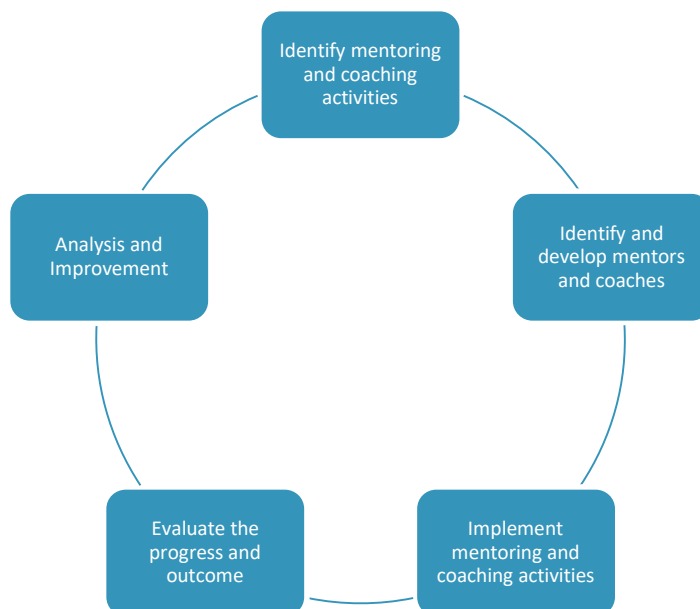 Identify mentoring
and coaching
activities
Identify and
develop mentors
and coaches
Implement
mentoring and
coaching activities
Evaluate the
progress and
outcome
Analysis and
Improvement